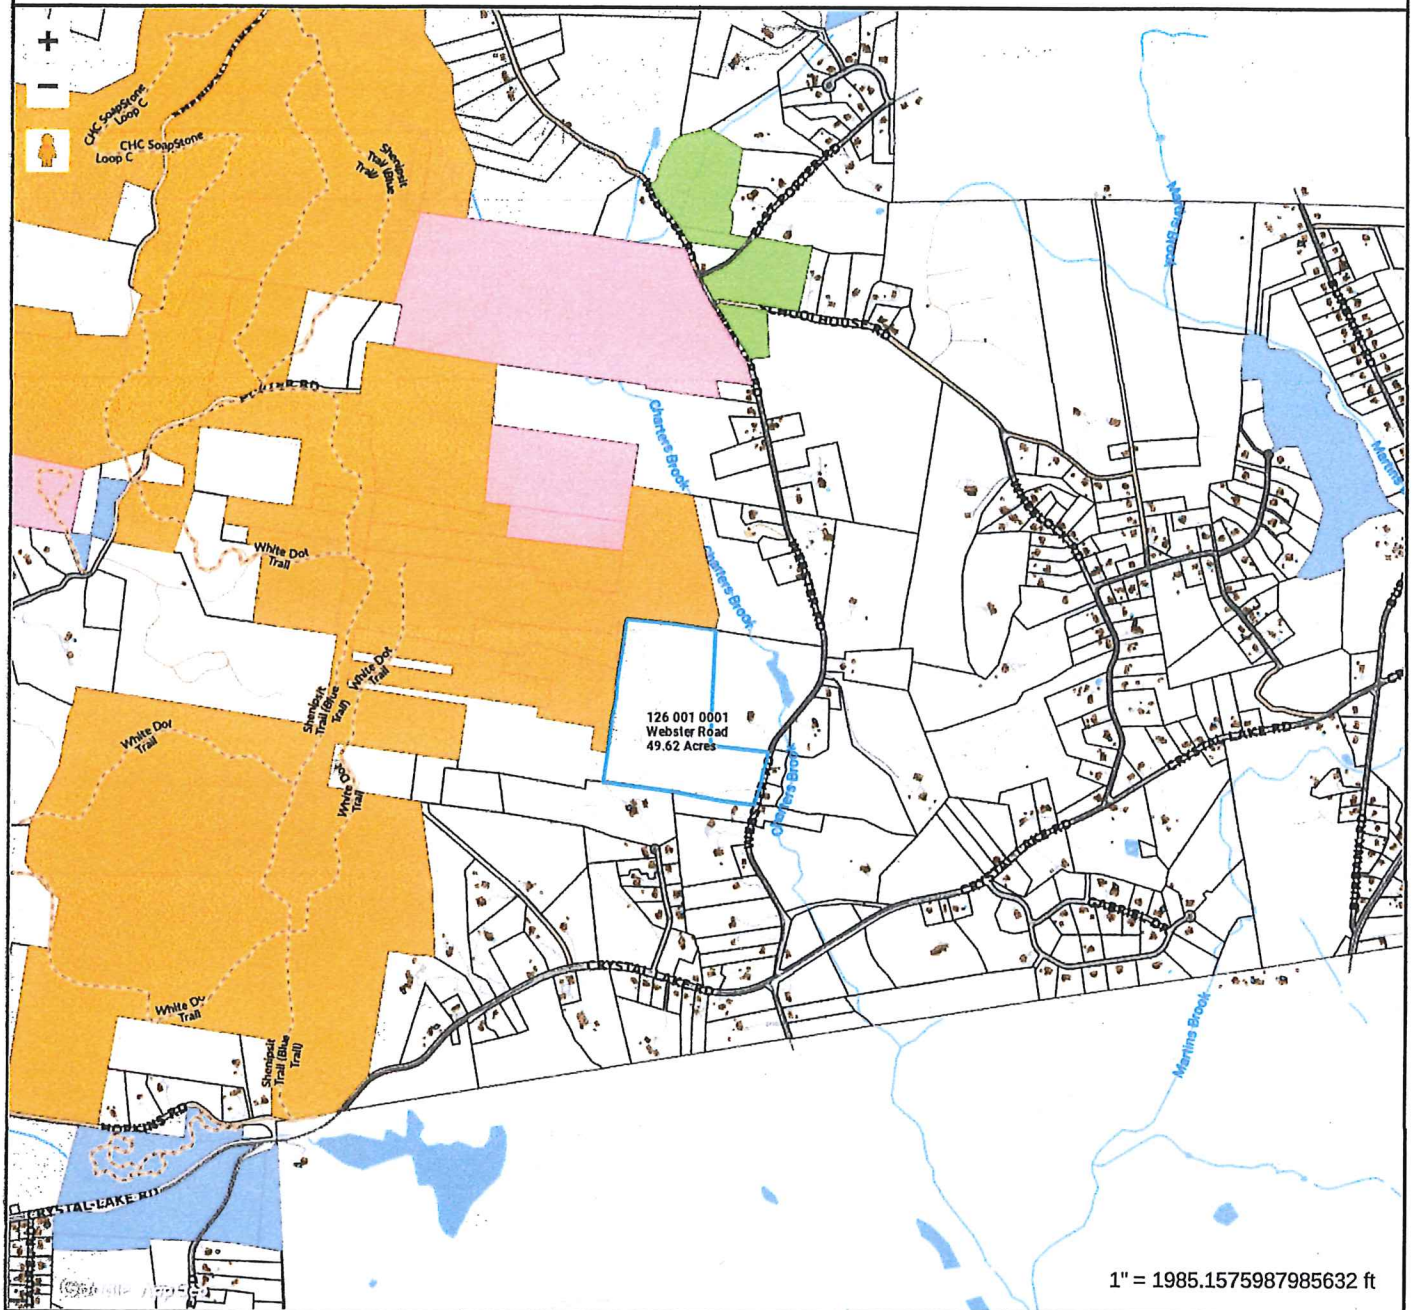 +
−
CHC SoapStone
Loop C
CHC SoapStone
Loop C
Shenipsit
Trail (Blue
Trail)
Martins Brook
Charters Brook
Martins
White Dot
Trail
Charters Brook
White Dot
Trail
Shenipsit
Trail (Blue
Trail)
126 001 0001
Webster Road
49.62 Acres
White Dot
Trail
White Dot
Trail
Charters Brook
CRYSTAL LAKE RD
CRYSTAL LAKE RD
GABRIEL DR
CRYSTAL LAKE RD
White Do
Trail
Shenipsit
Trail (Blue
Trail)
Martins Brook
HOPKINS RD
CRYSTAL LAKE RD
1" = 1985.1575987985632 ft